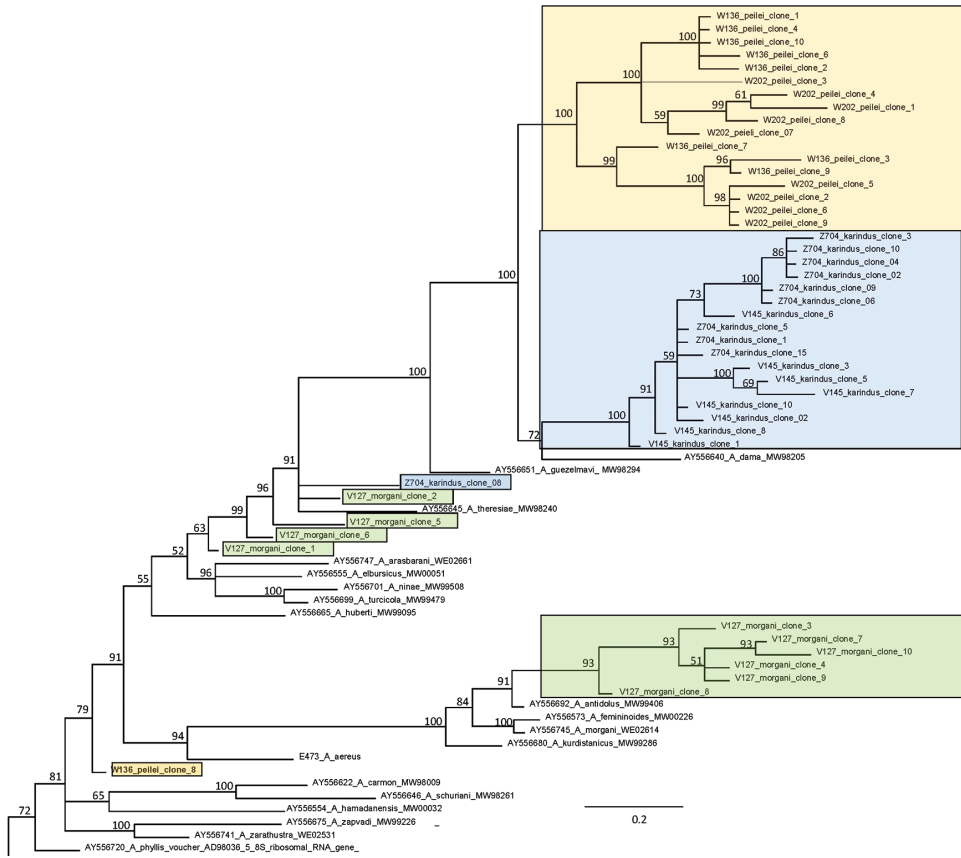 W136_peilei_clone_1
W136_peilei_clone_4
100
W136_peilei_clone_10
W136_peilei_clone_6
100
W136_peilei_clone_2
W202_peilei_clone_3
61
W202_peilei_clone_4
99
W202_peilei_clone_1
100
59
W202_peilei_clone_8
W202_peieli_clone_07
W136_peilei_clone_7
99
96
W136_peilei_clone_3
W136_peilei_clone_9
100
W202_peilei_clone_5
98
W202_peilei_clone_2
W202_peilei_clone_6
W202_peilei_clone_9
Z704_karindus_clone_3
86
Z704_karindus_clone_10
Z704_karindus_clone_04
100
100
Z704_karindus_clone_02
73
Z704_karindus_clone_09
Z704_karindus_clone_06
V145_karindus_clone_6
Z704_karindus_clone_5
Z704_karindus_clone_1
59
Z704_karindus_clone_15
V145_karindus_clone_3
100
100
69
V145_karindus_clone_5
91
V145_karindus_clone_7
V145_karindus_clone_10
100
V145_karindus_clone_02
V145_karindus_clone_8
72
V145_karindus_clone_1
AY556640_A_dama_MW98205
91
AY556651_A_guezelmavi_ MW98294
96
Z704_karindus_clone_08
V127_morgani_clone_2
99
AY556645_A_theresiae_MW98240
63
V127_morgani_clone_5
V127_morgani_clone_6
52
V127_morgani_clone_1
AY556747_A_arasbarani_WE02661
96
AY556555_A_elbursicus_MW00051
55
100
AY556701_A_ninae_MW99508
AY556699_A_turcicola_MW99479
AY556665_A_huberti_MW99095
V127_morgani_clone_3
93
93
V127_morgani_clone_7
91
93
51
V127_morgani_clone_10
V127_morgani_clone_4
91
V127_morgani_clone_9
V127_morgani_clone_8
84
AY556692_A_antidolus_MW99406
79
100
100
AY556573_A_femininoides_MW00226
AY556745_A_morgani_WE02614
94
AY556680_A_kurdistanicus_MW99286
E473_A_aereus
81
W136_peilei_clone_8
65
100
AY556622_A_carmon_MW98009
AY556646_A_schuriani_MW98261
72
AY556554_A_hamadanensis_MW00032
100
AY556675_A_zapvadi_MW99226 _
0.2
AY556741_A_zarathustra_WE02531
AY556720_A_phyllis_voucher_AD98036_5_8S_ribosomal_RNA_gene_